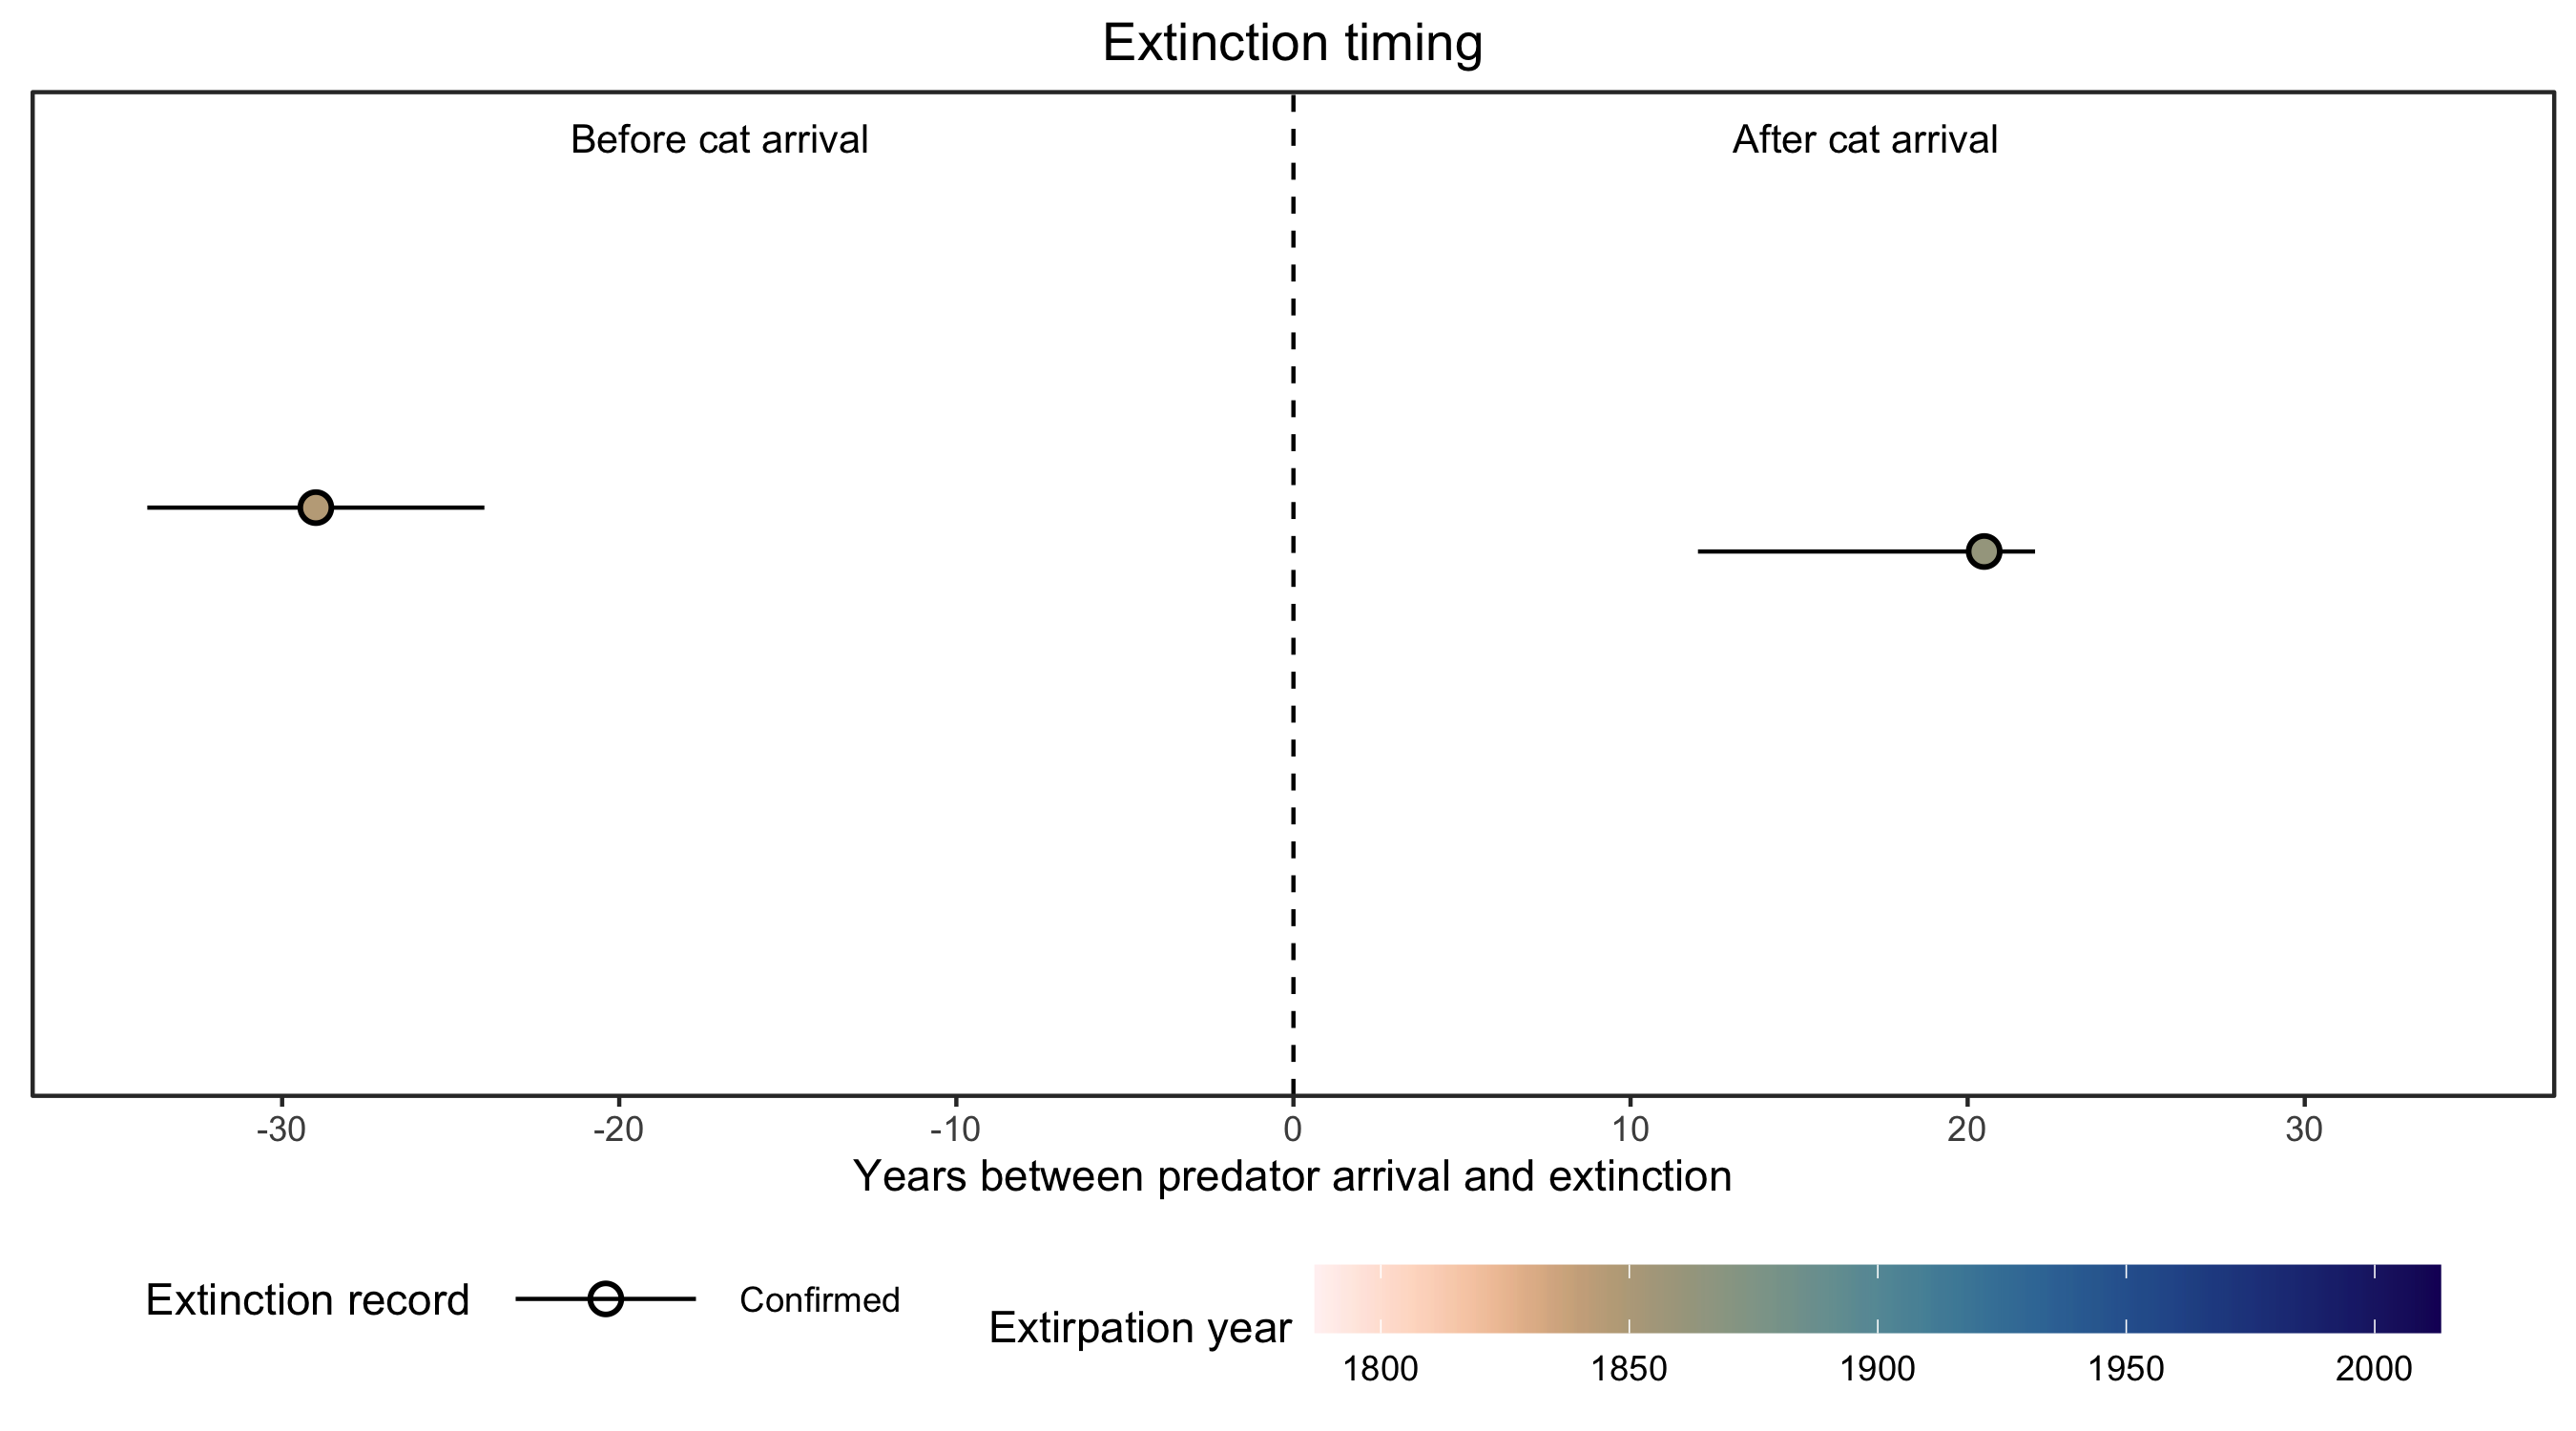 Extinction timing
Before cat arrival
After cat arrival
-30
-20
-10
0
10
20
30
Years between predator arrival and extinction
Extinction record
Confirmed
Extirpation year
1800
1850
1900
1950
2000